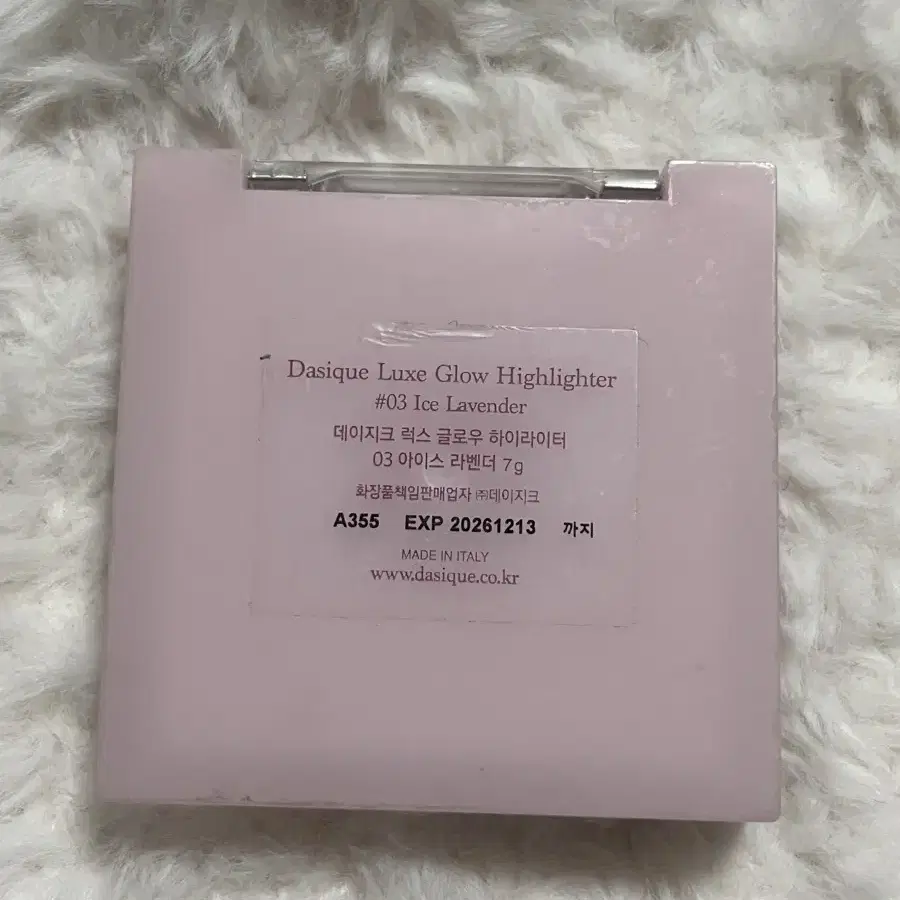 Dasique Luxe Glow Highlighter
#03 Ice Lavender
데이지크 럭스 글로우 하이라이터
03 아이스 라벤더 7g
화장품책임판매업자 ㈜데이지크
A355 EXP 20261213 까지
MADE IN ITALY
www.dasique.co.kr